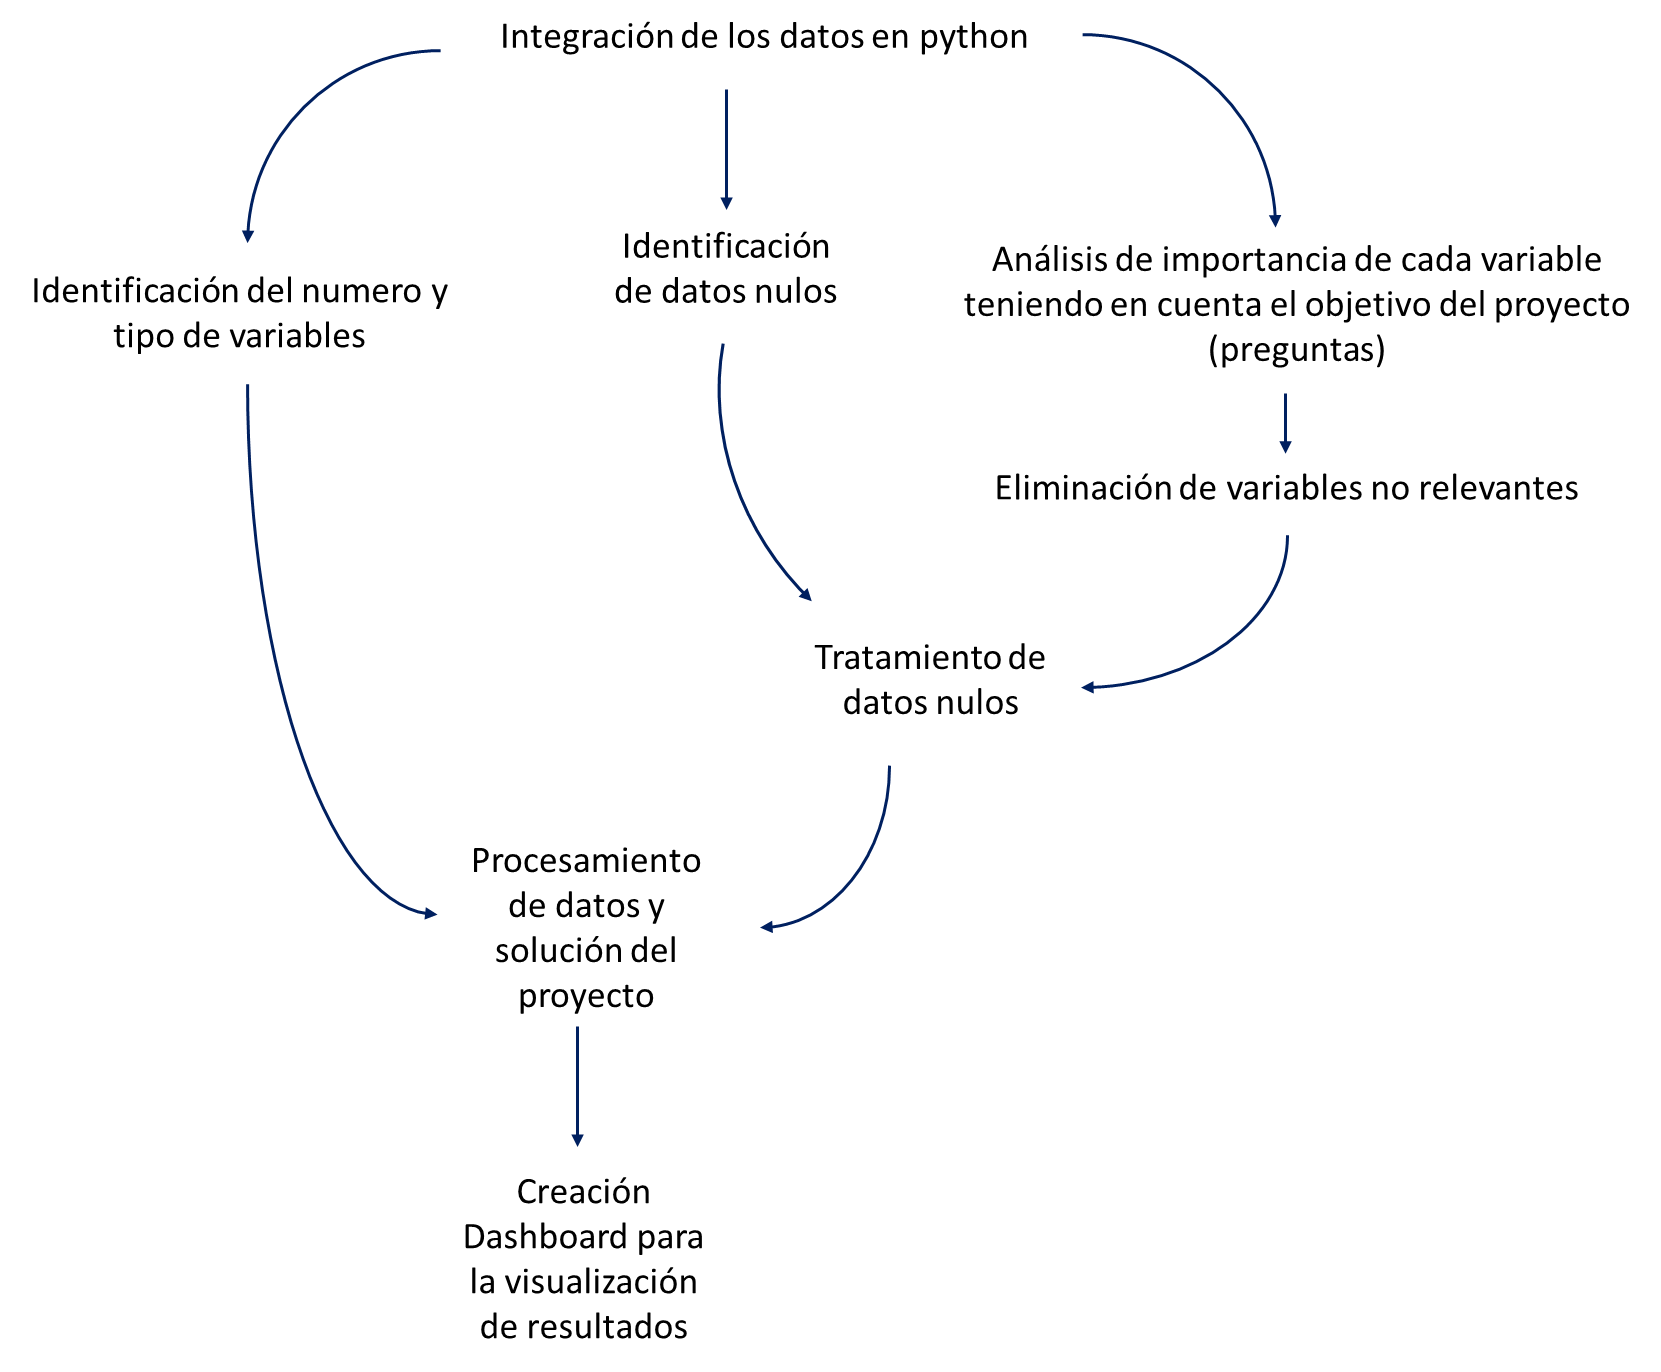 Integración de los datos en python
Identificación del numero y
tipo de variables
Identificación
de datos nulos
Análisis de importancia de cada variable
teniendo en cuenta el objetivo del proyecto
(preguntas)
Eliminación de variables no relevantes
Tratamiento de
datos nulos
Procesamiento
de datos y
solución del
proyecto
Creación
Dashboard para
la visualización
de resultados